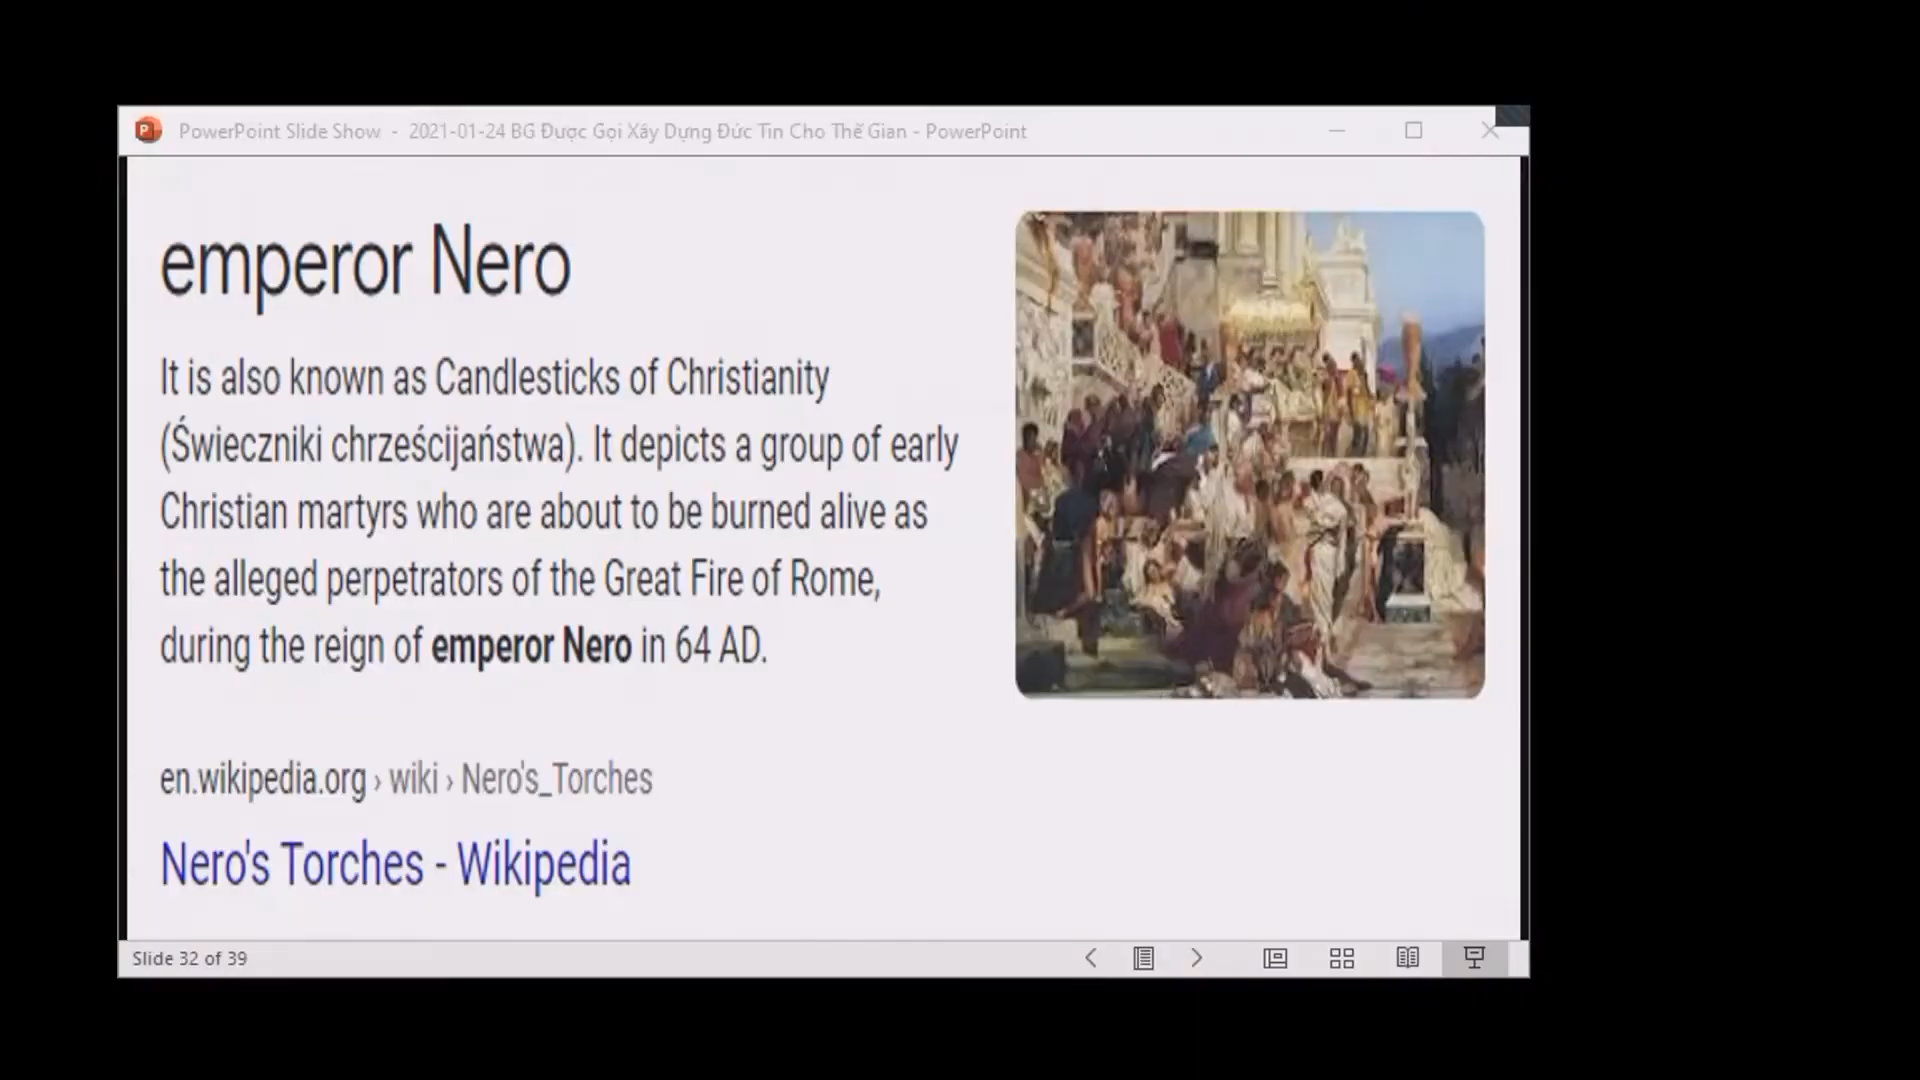 PowerPoint Slide Show - 2021-01-24 BG Được Gọi Xây Dựng Đức Tin Cho Thế Gian - PowerPoint
emperor Nero
It is also known as Candlesticks of Christianity
(Świeczniki chrześcijaństwa). It depicts a group of early
Christian martyrs who are about to be burned alive as
the alleged perpetrators of the Great Fire of Rome,
during the reign of emperor Nero in 64 AD.
en.wikipedia.org › wiki › Nero's_Torches
Nero's Torches - Wikipedia
Slide 32 of 39